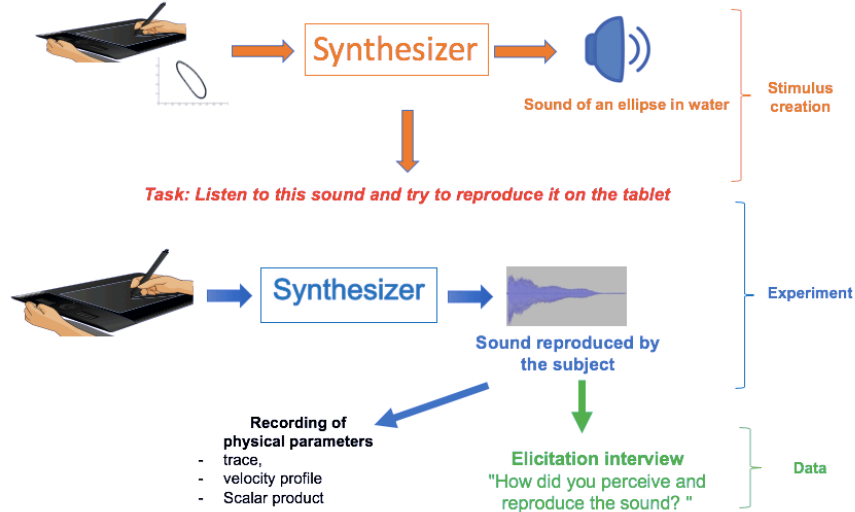 Synthesizer
Sound of an ellipse in water
Stimulus
creation
Task: Listen to this sound and try to reproduce it on the tablet
Synthesizer
Experiment
Sound reproduced by
the subject
Recording of
physical parameters
- trace,
- velocity profile
- Scalar product
Elicitation interview
"How did you perceive and
reproduce the sound? "
Data